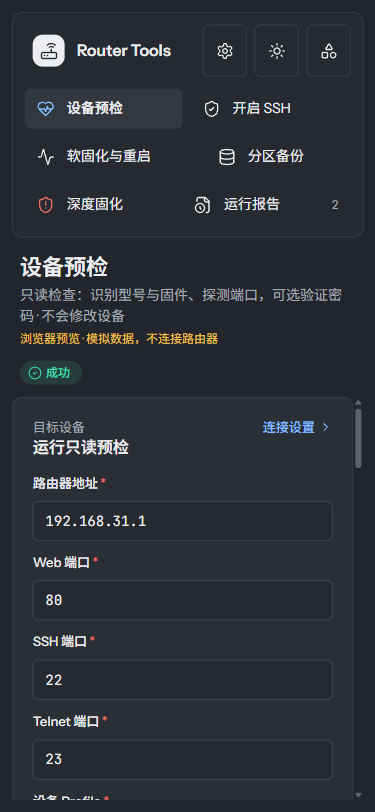 Router Tools
设备预检
开启 SSH
软固化与重启
分区备份
深度固化
运行报告
2
设备预检
只读检查：识别型号与固件、探测端口，可选验证密
码·不会修改设备
浏览器预览·模拟数据，不连接路由器
成功
目标设备
连接设置
运行只读预检
路由器地址 *
192.168.31.1
Web 端口 *
80
SSH 端口 *
22
Telnet 端口 *
23
设备 Profile *